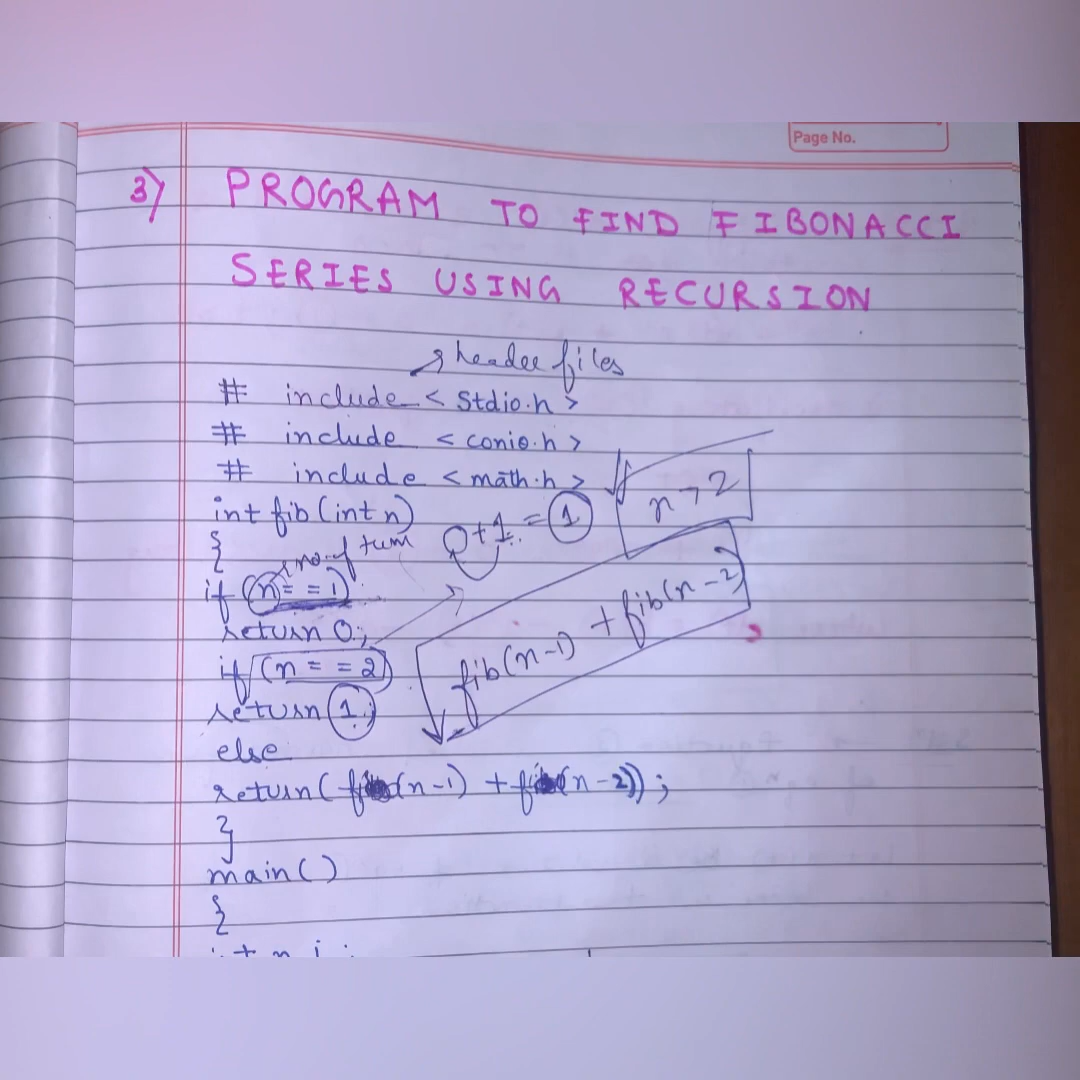 Page No.
3) PROGRAM TO FIND FIBONACCI
SERIES USING RECURSION
header files
# include < Stdio.h >
# include < conio.h >
# include < math.h >
n > 2
int fib (int n)
0+1 = 1
{
no. of tum
if (n = = 1)
return 0;
fib(n-1) + fib(n-2)
if (n = = 2)
return 1;
else
return( fib(n-1) + fib(n-2));
}
main()
{
int n, i